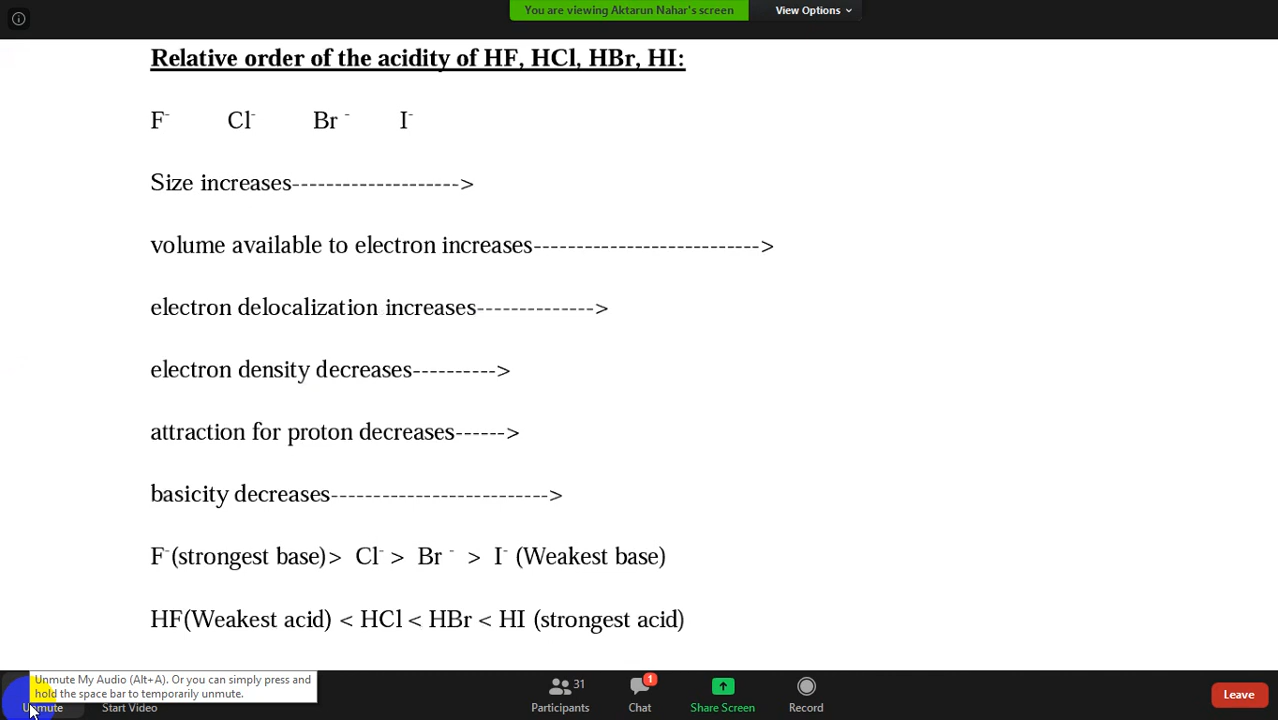 You are viewing Aktarun Nahar's screen
View Options
Relative order of the acidity of HF, HCl, HBr, HI:
F⁻ Cl⁻ Br ⁻ I⁻
Size increases-------------------->
volume available to electron increases--------------------------->
electron delocalization increases-------------->
electron density decreases---------->
attraction for proton decreases------>
basicity decreases-------------------------->
F⁻(strongest base)> Cl⁻ > Br ⁻ > I⁻ (Weakest base)
HF(Weakest acid) < HCl < HBr < HI (strongest acid)
Unmute My Audio (Alt+A). Or you can simply press and
hold the space bar to temporarily unmute.
31
1
Unmute Start Video Participants Chat Share Screen Record Leave